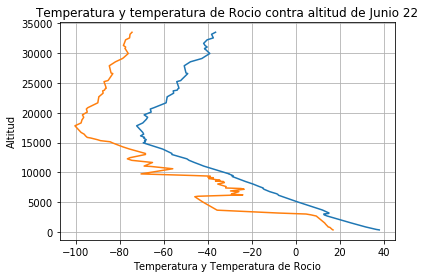 Temperatura y temperatura de Rocio contra altitud de Junio 22
Altitud
35000
30000
25000
20000
15000
10000
5000
0
−100 −80 −60 −40 −20 0 20 40
Temperatura y Temperatura de Rocio